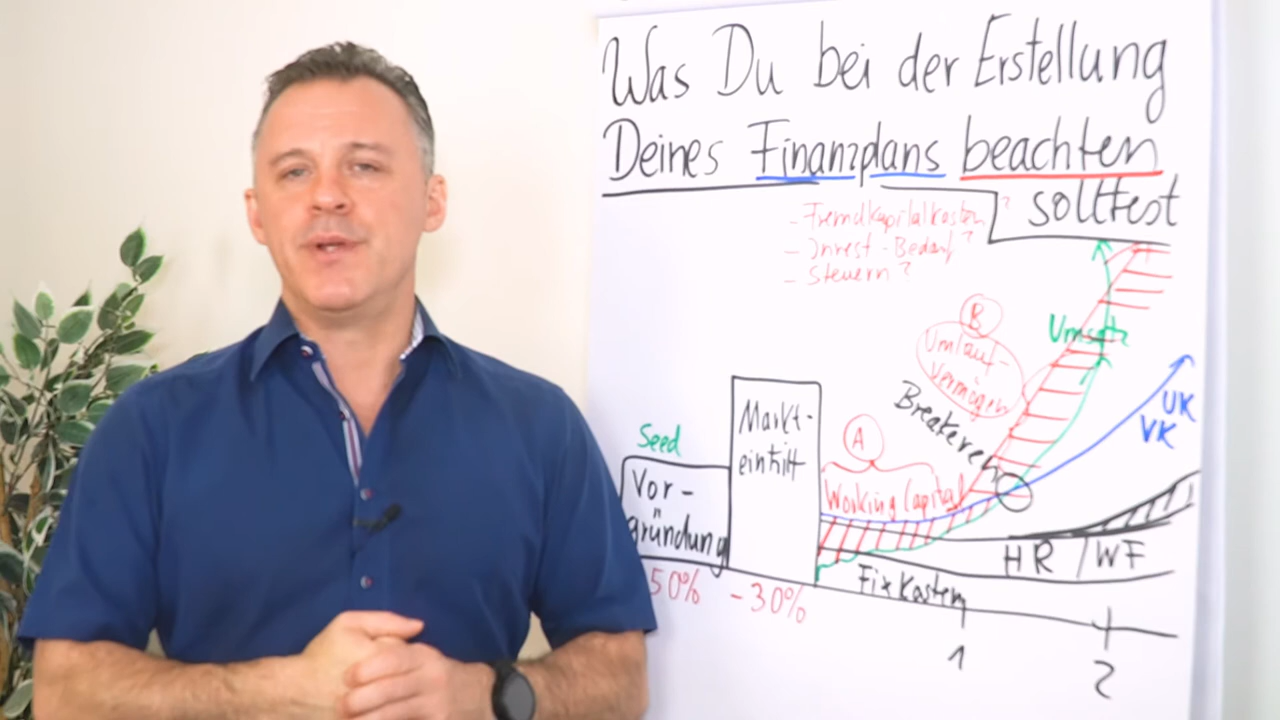 Was Du bei der Erstellung
Deines Finanzplans beachten
solltest
- Fremdkapitalkosten?
- Invest-Bedarf?
- Steuern?
B
Umlauf-
vermögen
Umsatz
Breakeven
UK
VK
Seed
Vor-
gründung
Markt-
eintritt
A
Working Capital
HR / WF
Fixkosten
50%
-30%
1
2